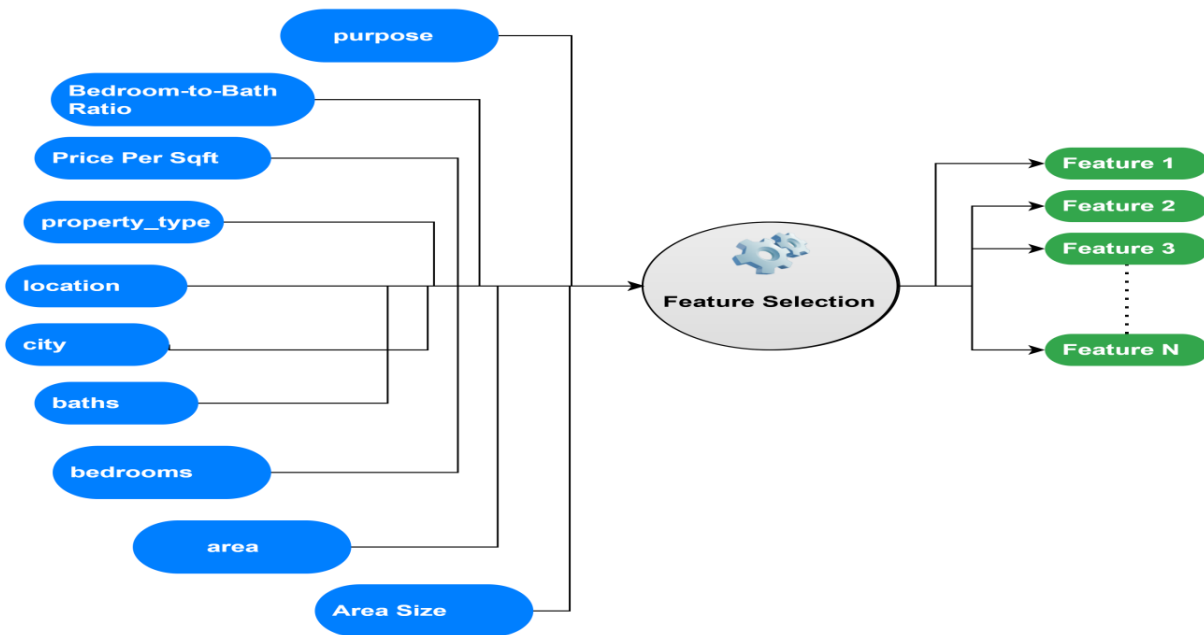 purpose
Bedroom-to-Bath
Ratio
Price Per Sqft
property_type
location
city
baths
bedrooms
area
Area Size
Feature Selection
Feature 1
Feature 2
Feature 3
Feature N